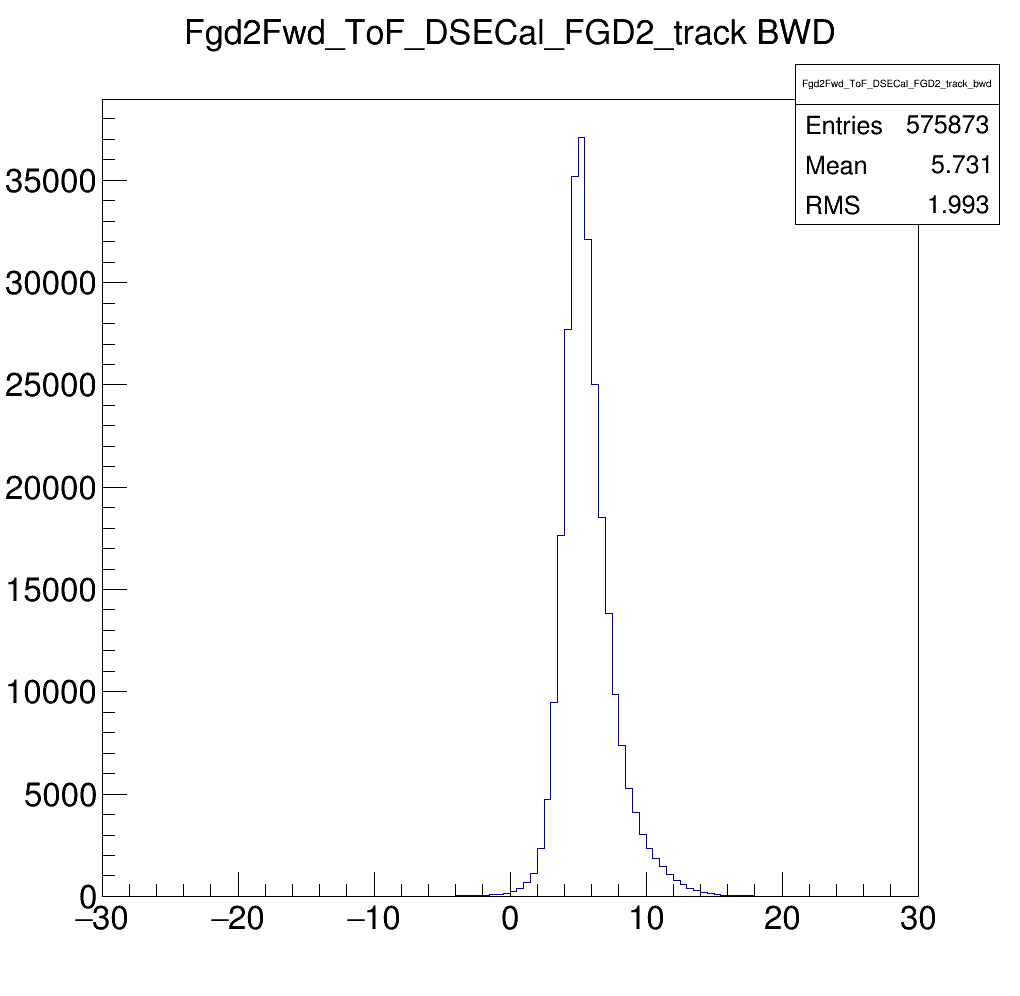 Fgd2Fwd_ToF_DSECal_FGD2_track BWD
Fgd2Fwd_ToF_DSECal_FGD2_track_bwd
Entries 575873
Mean 5.731
RMS 1.993
35000
30000
25000
20000
15000
10000
5000
0
−30 −20 −10 0 10 20 30